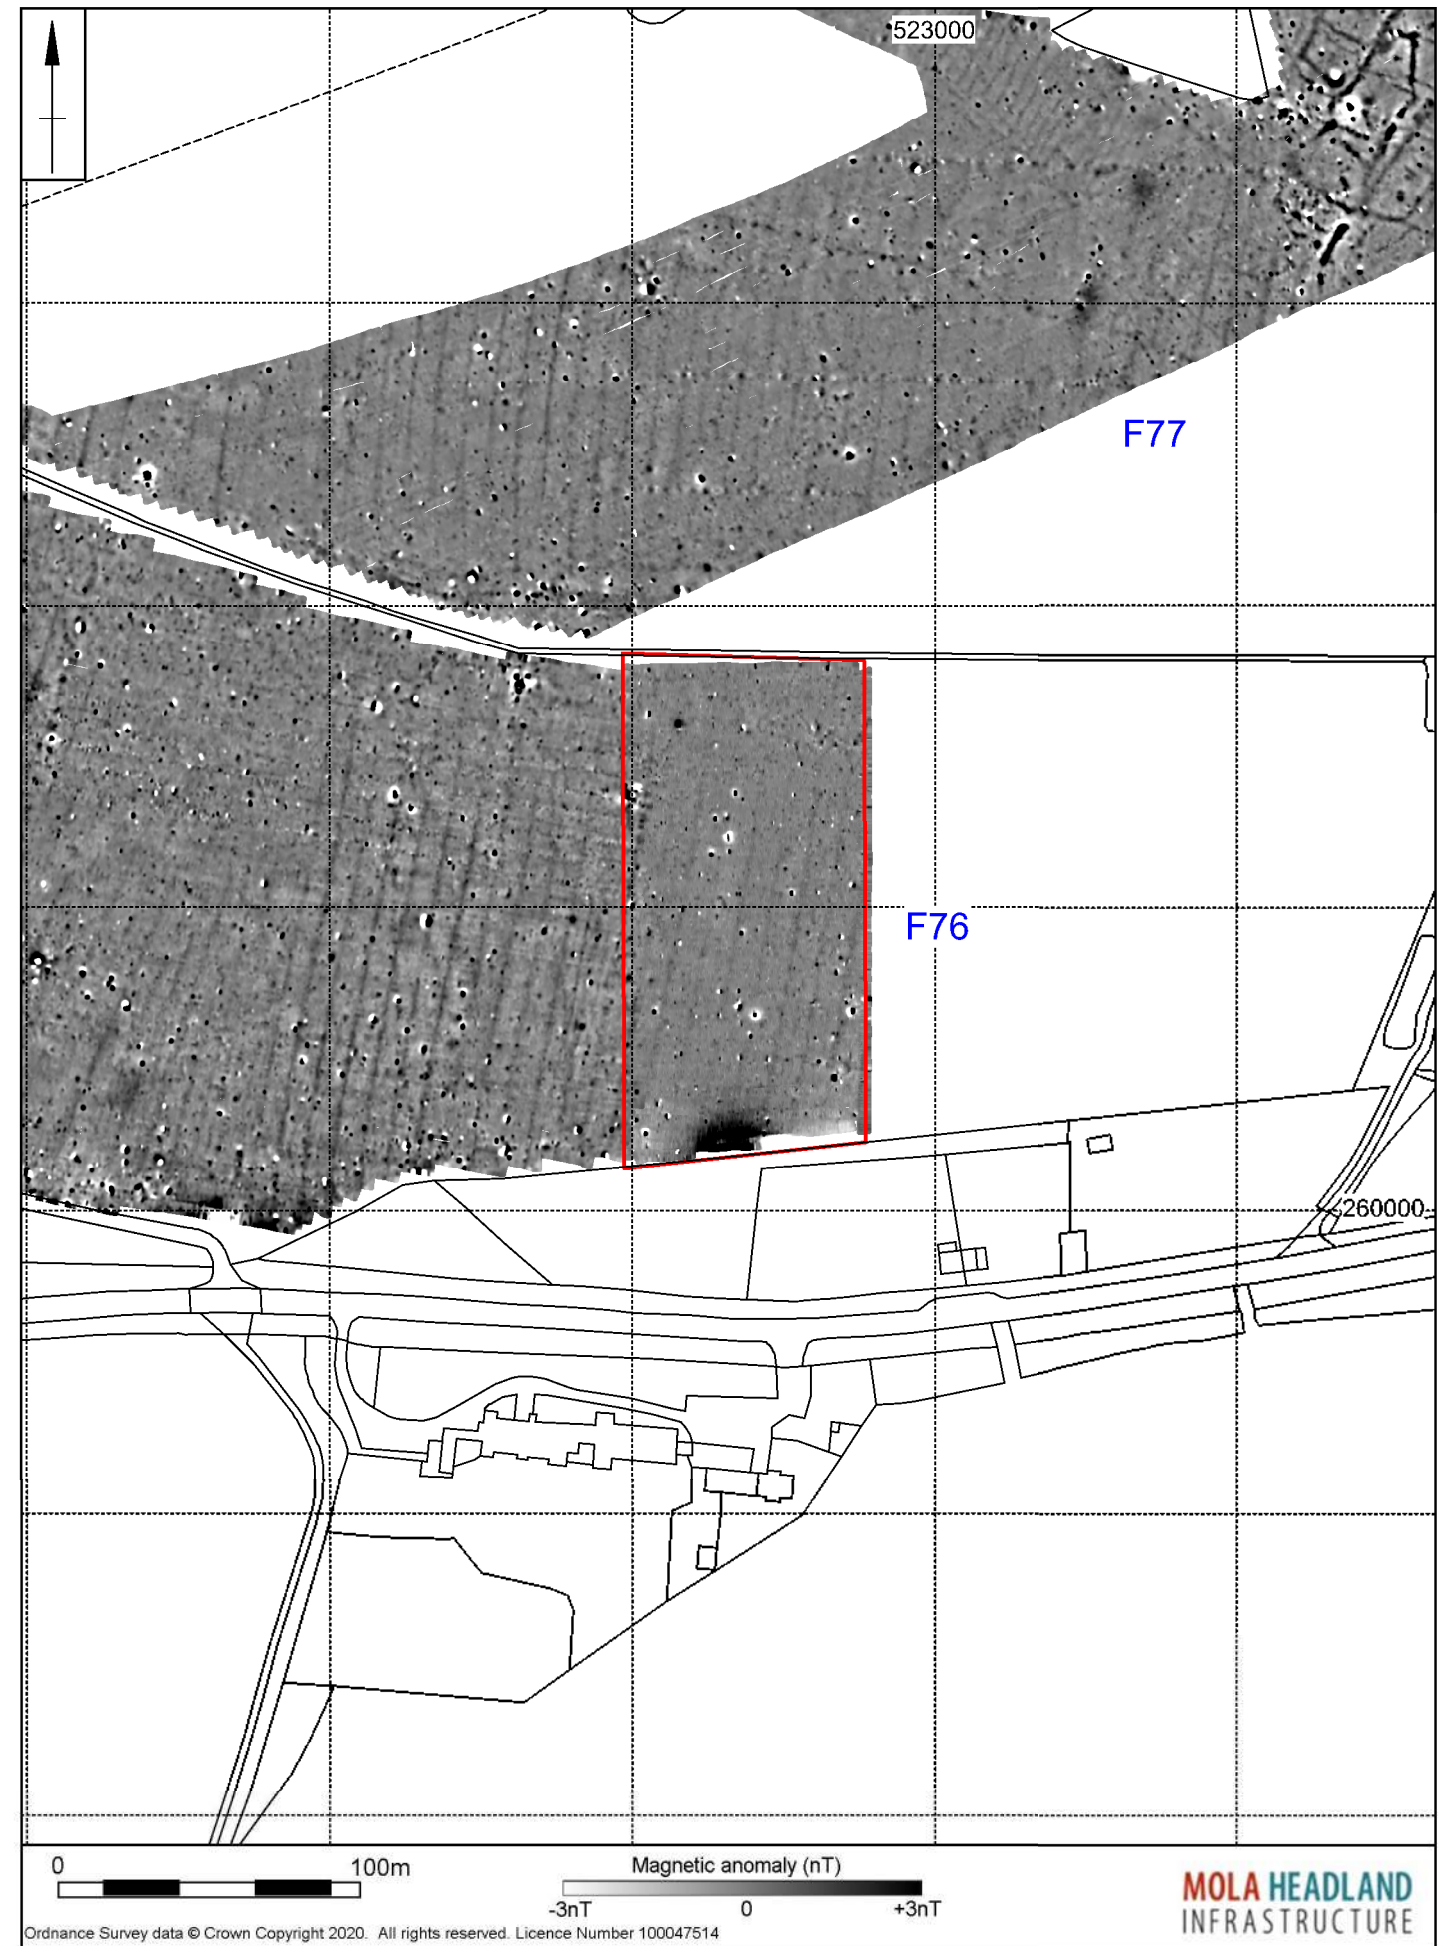 523000
F77
F76
260000
0 100m
Magnetic anomaly (nT)
-3nT 0 +3nT
MOLA HEADLAND
INFRASTRUCTURE
Ordnance Survey data © Crown Copyright 2020. All rights reserved. Licence Number 100047514